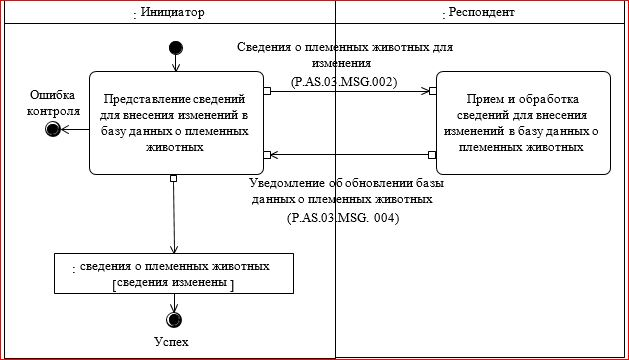 : Инициатор
: Респондент
Сведения о племенных животных для
изменения
(P.AS.03.MSG.002)
Ошибка
контроля
Представление сведений
для внесения изменений в
базу данных о племенных
животных
Прием и обработка
сведений для внесения
изменений в базу данных о
племенных животных
Уведомление об обновлении базы
данных о племенных животных
(P.AS.03.MSG. 004)
: сведения о племенных животных
[сведения изменены ]
Успех